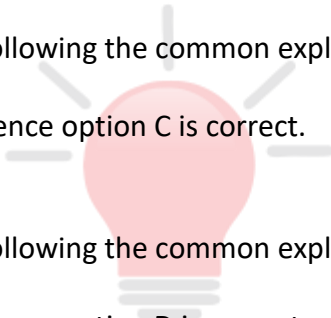 ollowing the common expl
ence option C is correct.
ollowing the common expl